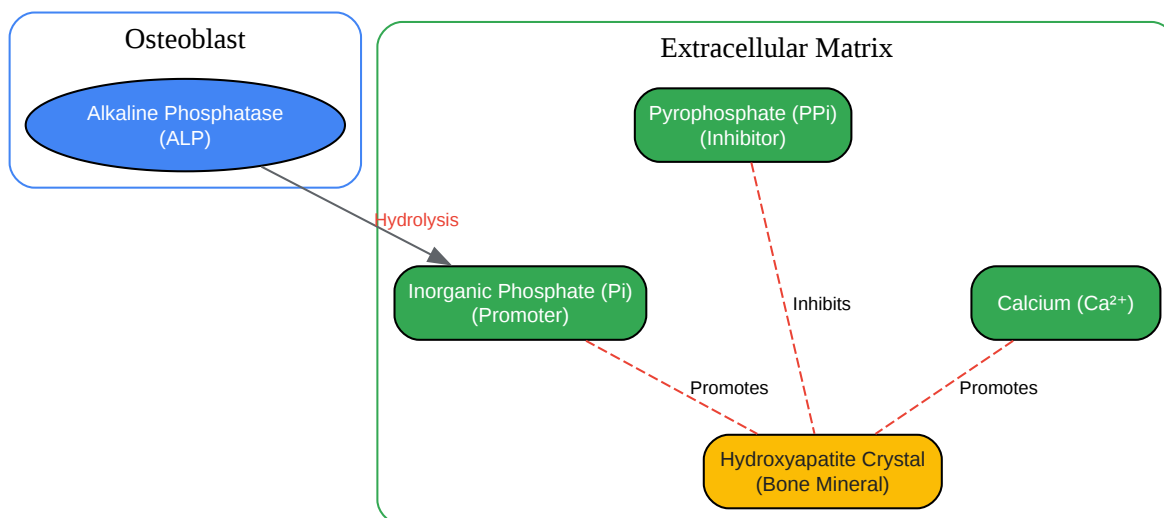 Osteoblast
Extracellular Matrix
Alkaline Phosphatase
(ALP)
Pyrophosphate (PPi)
(Inhibitor)
Hydrolysis
Inorganic Phosphate (Pi)
(Promoter)
Inhibits
Calcium (Ca²⁺)
Promotes
Promotes
Hydroxyapatite Crystal
(Bone Mineral)